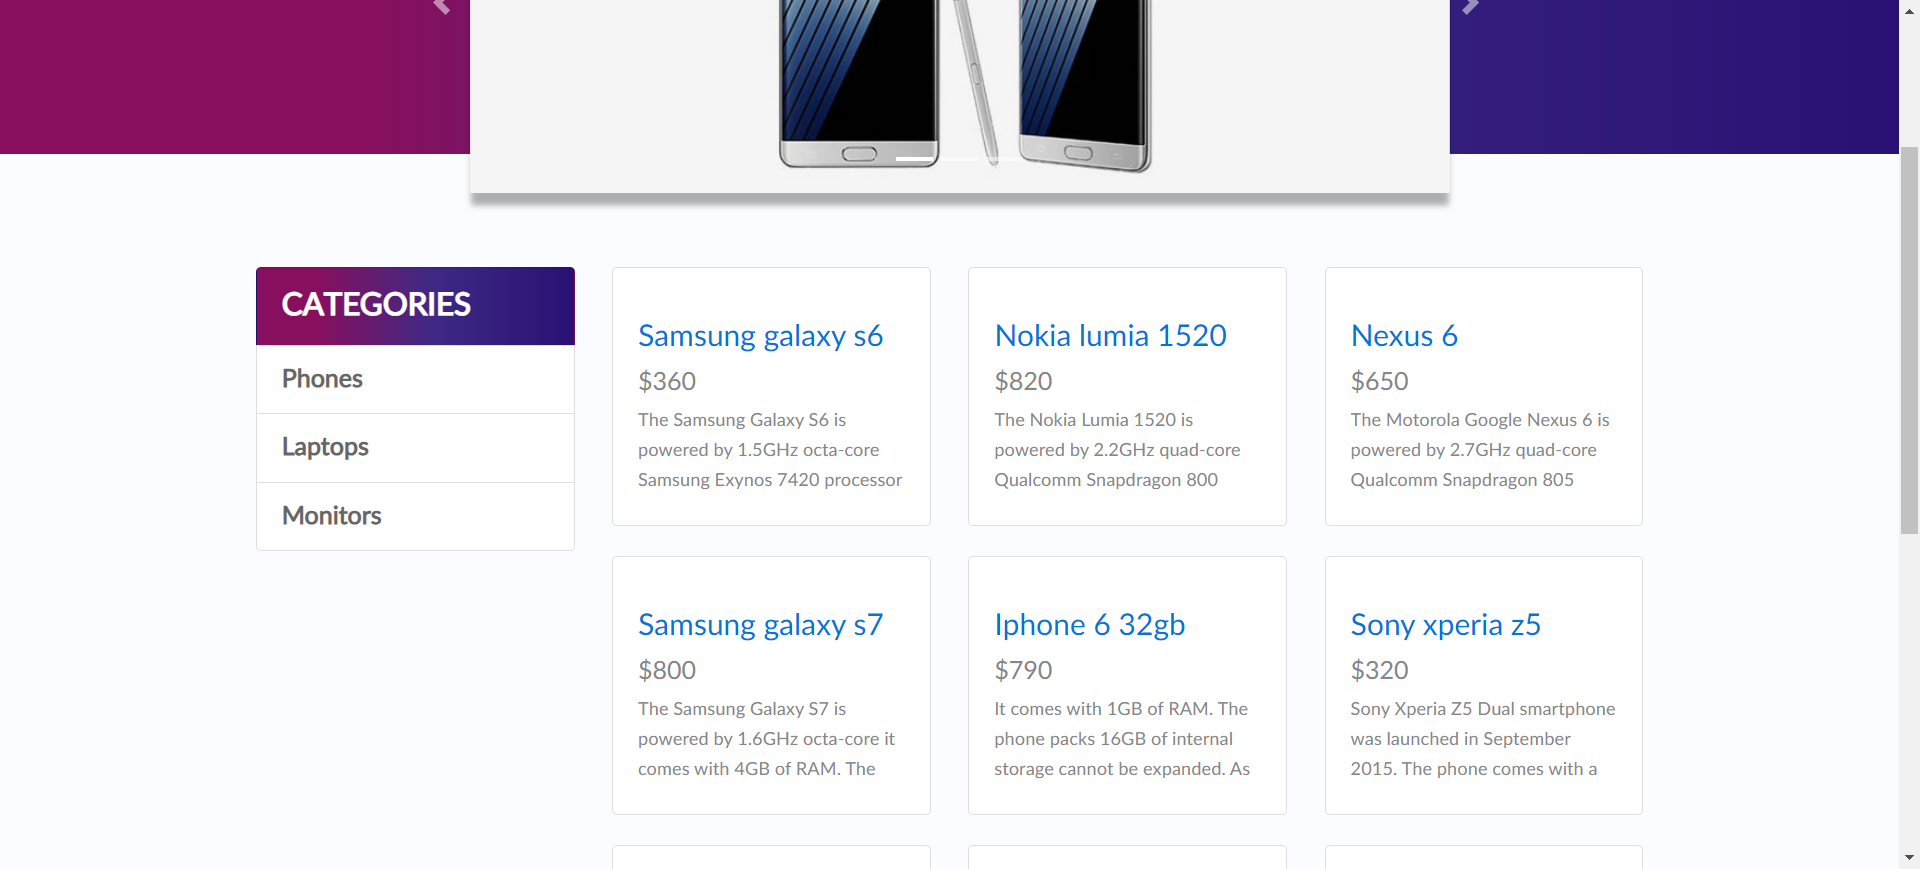 CATEGORIES
Phones
Laptops
Monitors
Samsung galaxy s6
$360
The Samsung Galaxy S6 is
powered by 1.5GHz octa-core
Samsung Exynos 7420 processor
Nokia lumia 1520
$820
The Nokia Lumia 1520 is
powered by 2.2GHz quad-core
Qualcomm Snapdragon 800
Nexus 6
$650
The Motorola Google Nexus 6 is
powered by 2.7GHz quad-core
Qualcomm Snapdragon 805
Samsung galaxy s7
$800
The Samsung Galaxy S7 is
powered by 1.6GHz octa-core it
comes with 4GB of RAM. The
Iphone 6 32gb
$790
It comes with 1GB of RAM. The
phone packs 16GB of internal
storage cannot be expanded. As
Sony xperia z5
$320
Sony Xperia Z5 Dual smartphone
was launched in September
2015. The phone comes with a